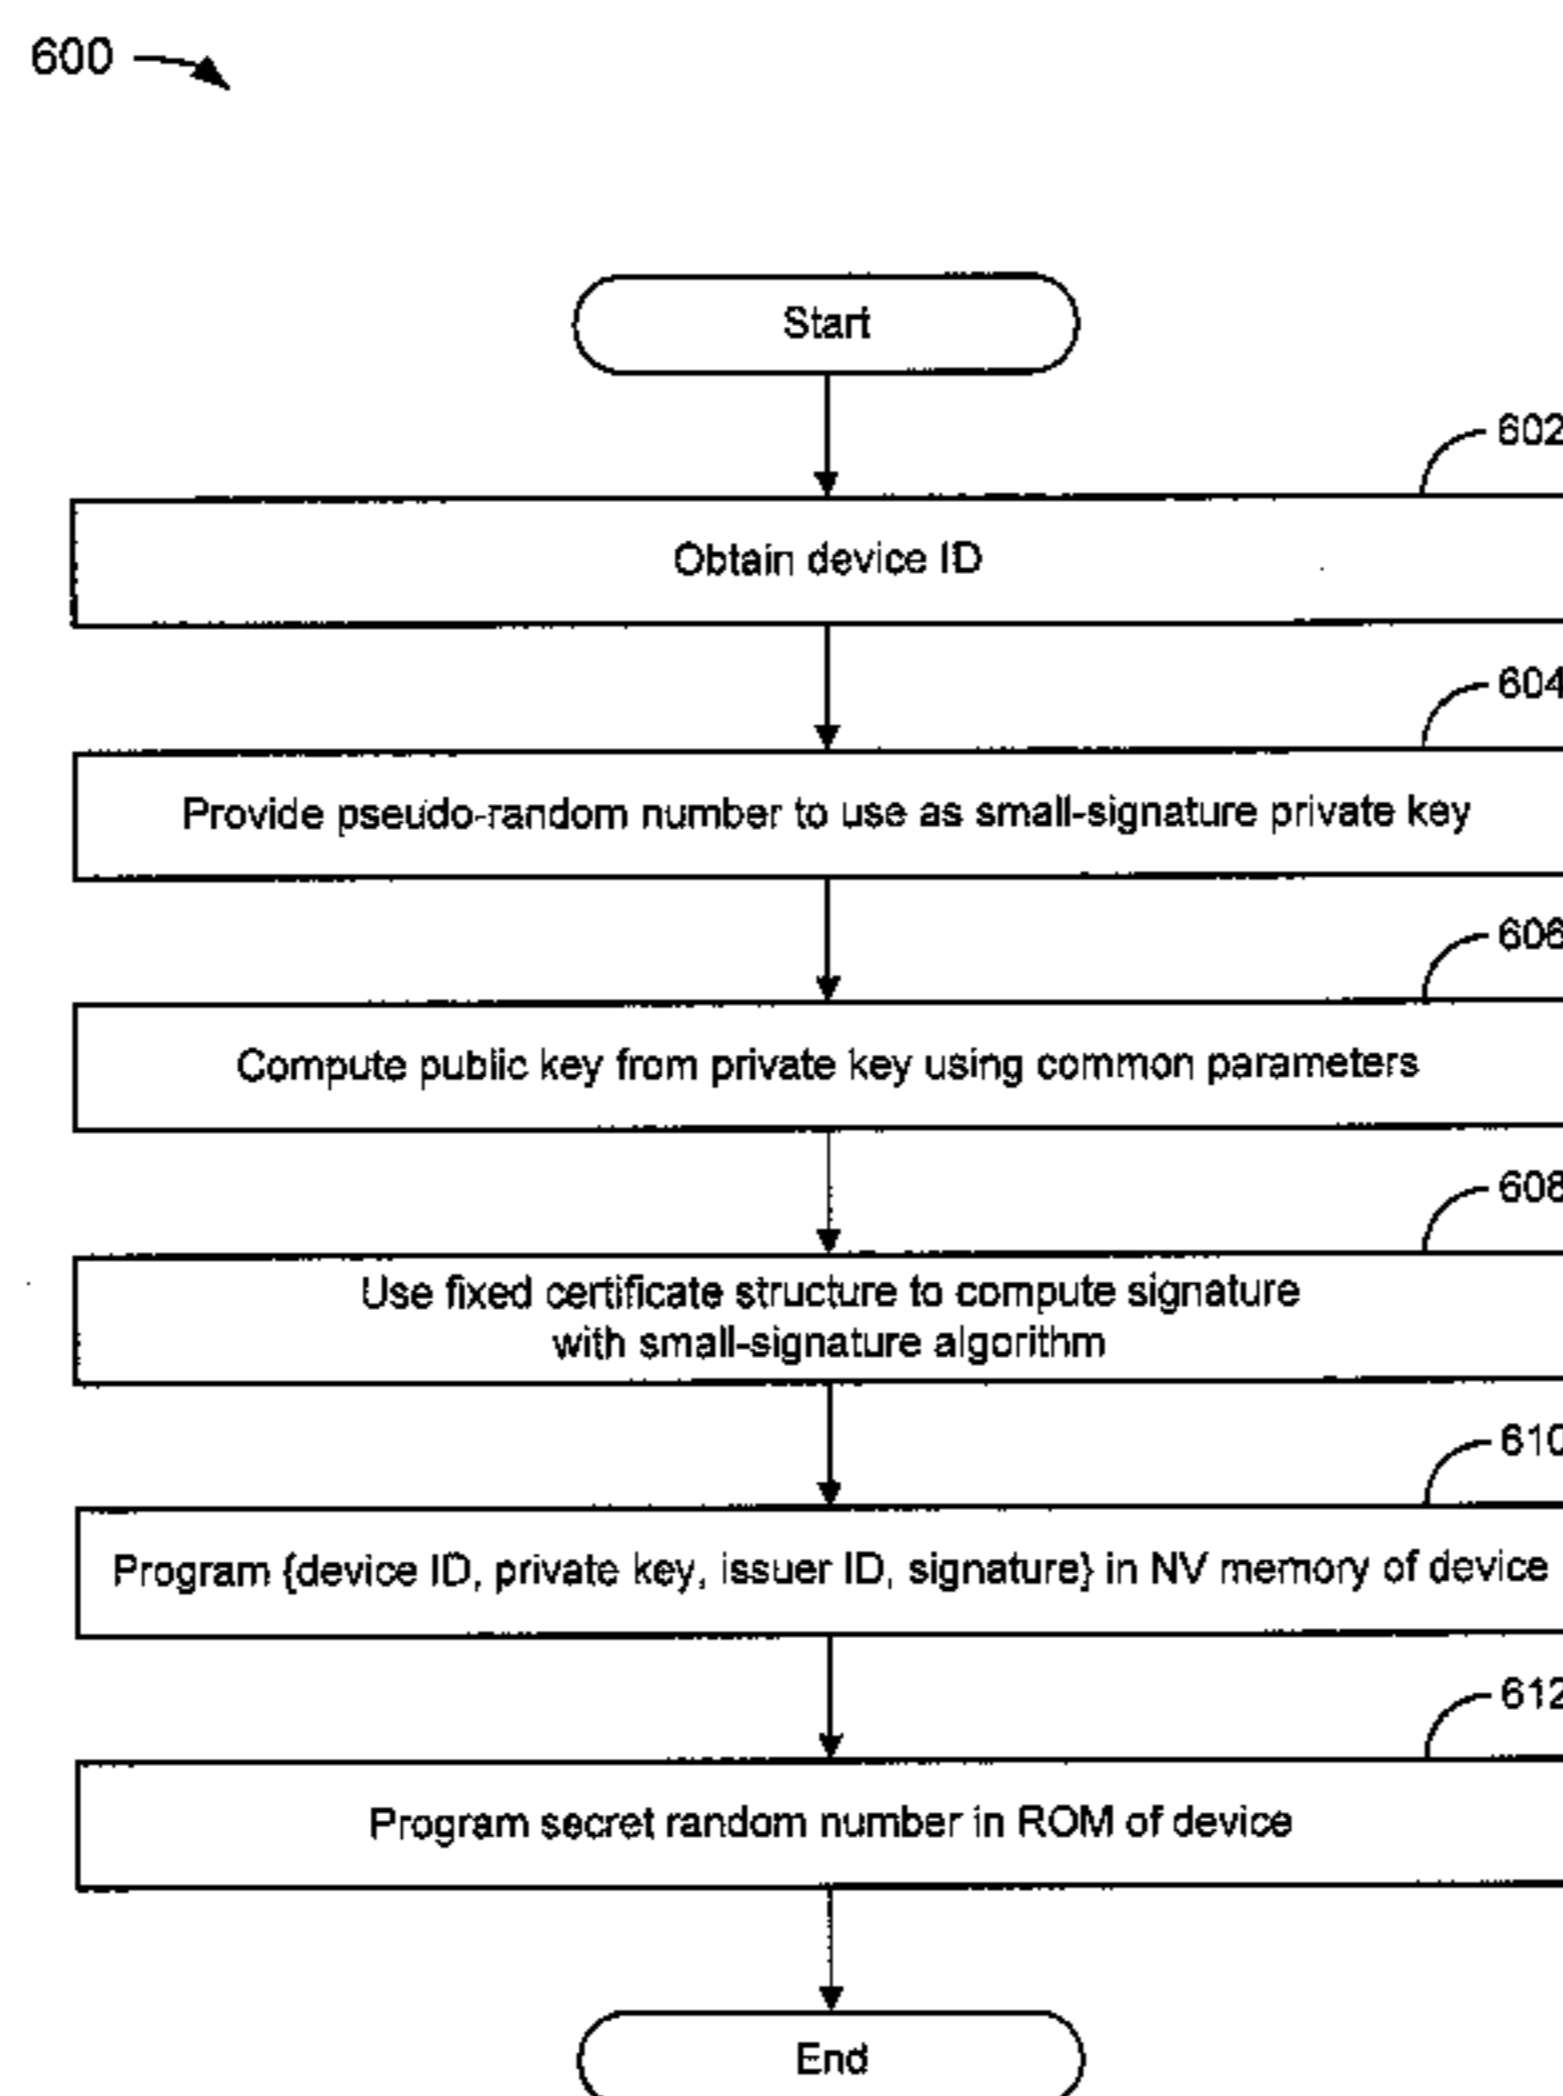 600
Start
602
Obtain device ID
604
Provide pseudo-random number to use as small-signature private key
606
Compute public key from private key using common parameters
608
Use fixed certificate structure to compute signature
with small-signature algorithm
610
Program {device ID, private key, issuer ID, signature} in NV memory of device
612
Program secret random number in ROM of device
End